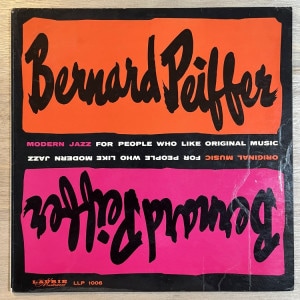 Bernard Peiffer
MODERN JAZZ FOR PEOPLE WHO LIKE ORIGINAL MUSIC
ORIGINAL MUSIC FOR PEOPLE WHO LIKE MODERN JAZZ
Bernard Peiffer
LAURIE
LLP 1006